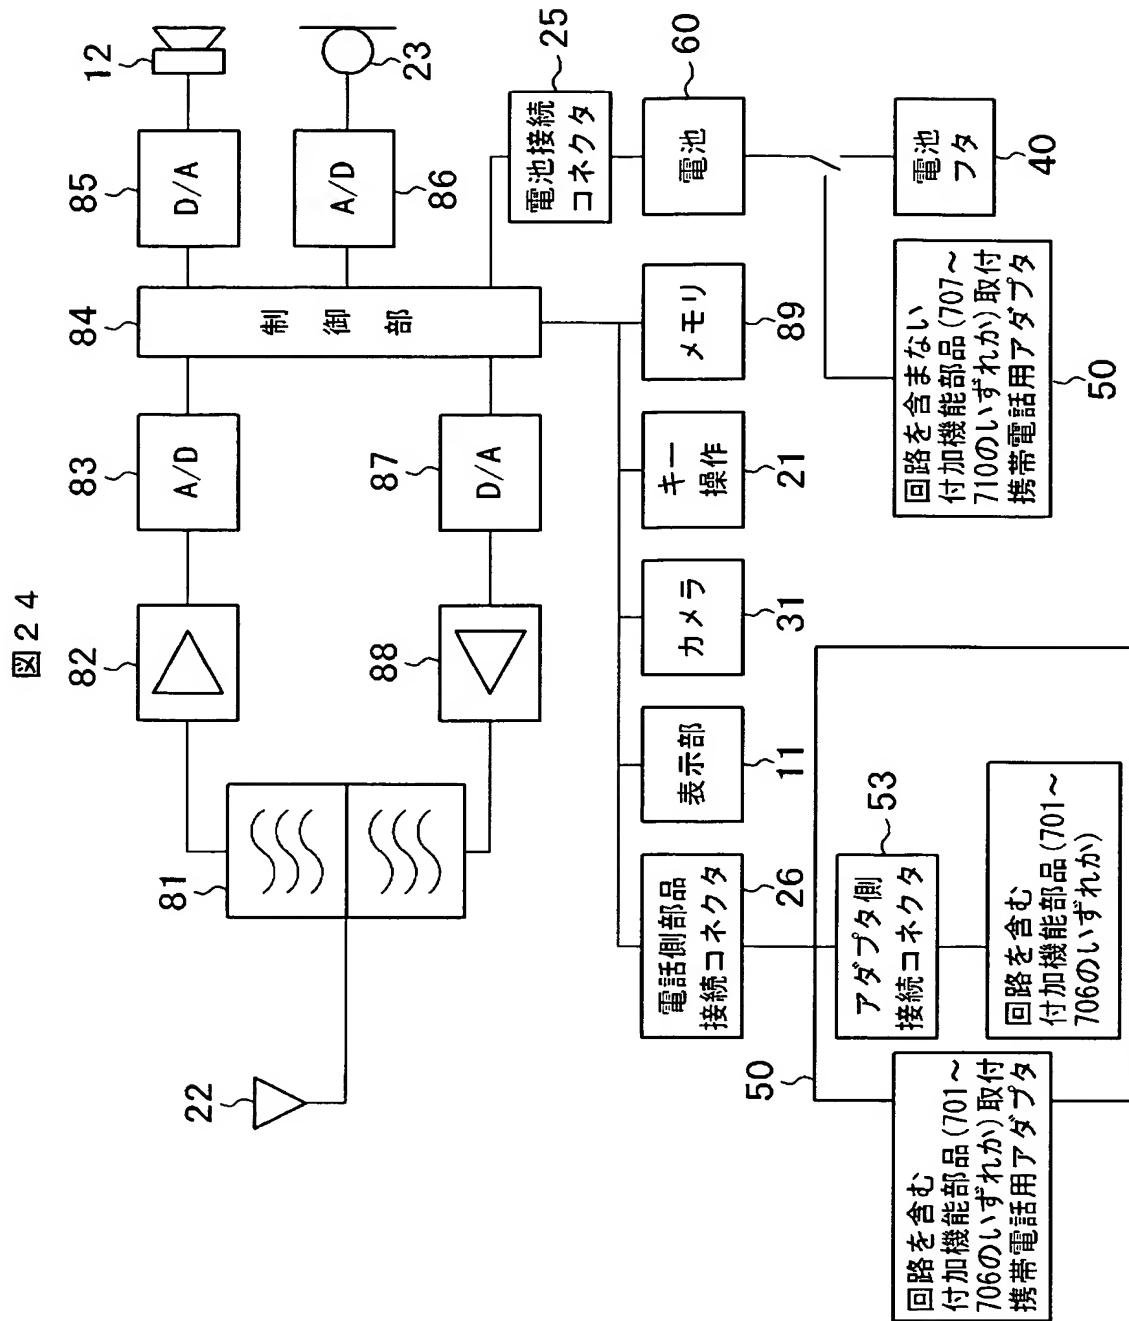 図24
22
81
82
83
84
85
12
A/D
D/A
制御部
88
87
86
23
D/A
A/D
電池接続
コネクタ
25
電話側部品
接続コネクタ
26
表示部
11
カメラ
31
キー
操作
21
メモリ
89
電池
60
50
アダプタ側
接続コネクタ
53
回路を含む
付加機能部品(701～
706のいずれか)
回路を含む
付加機能部品(701～
706のいずれか)取付
携帯電話用アダプタ
回路を含まない
付加機能部品(707～
710のいずれか)取付
携帯電話用アダプタ
50
電池
フタ
40